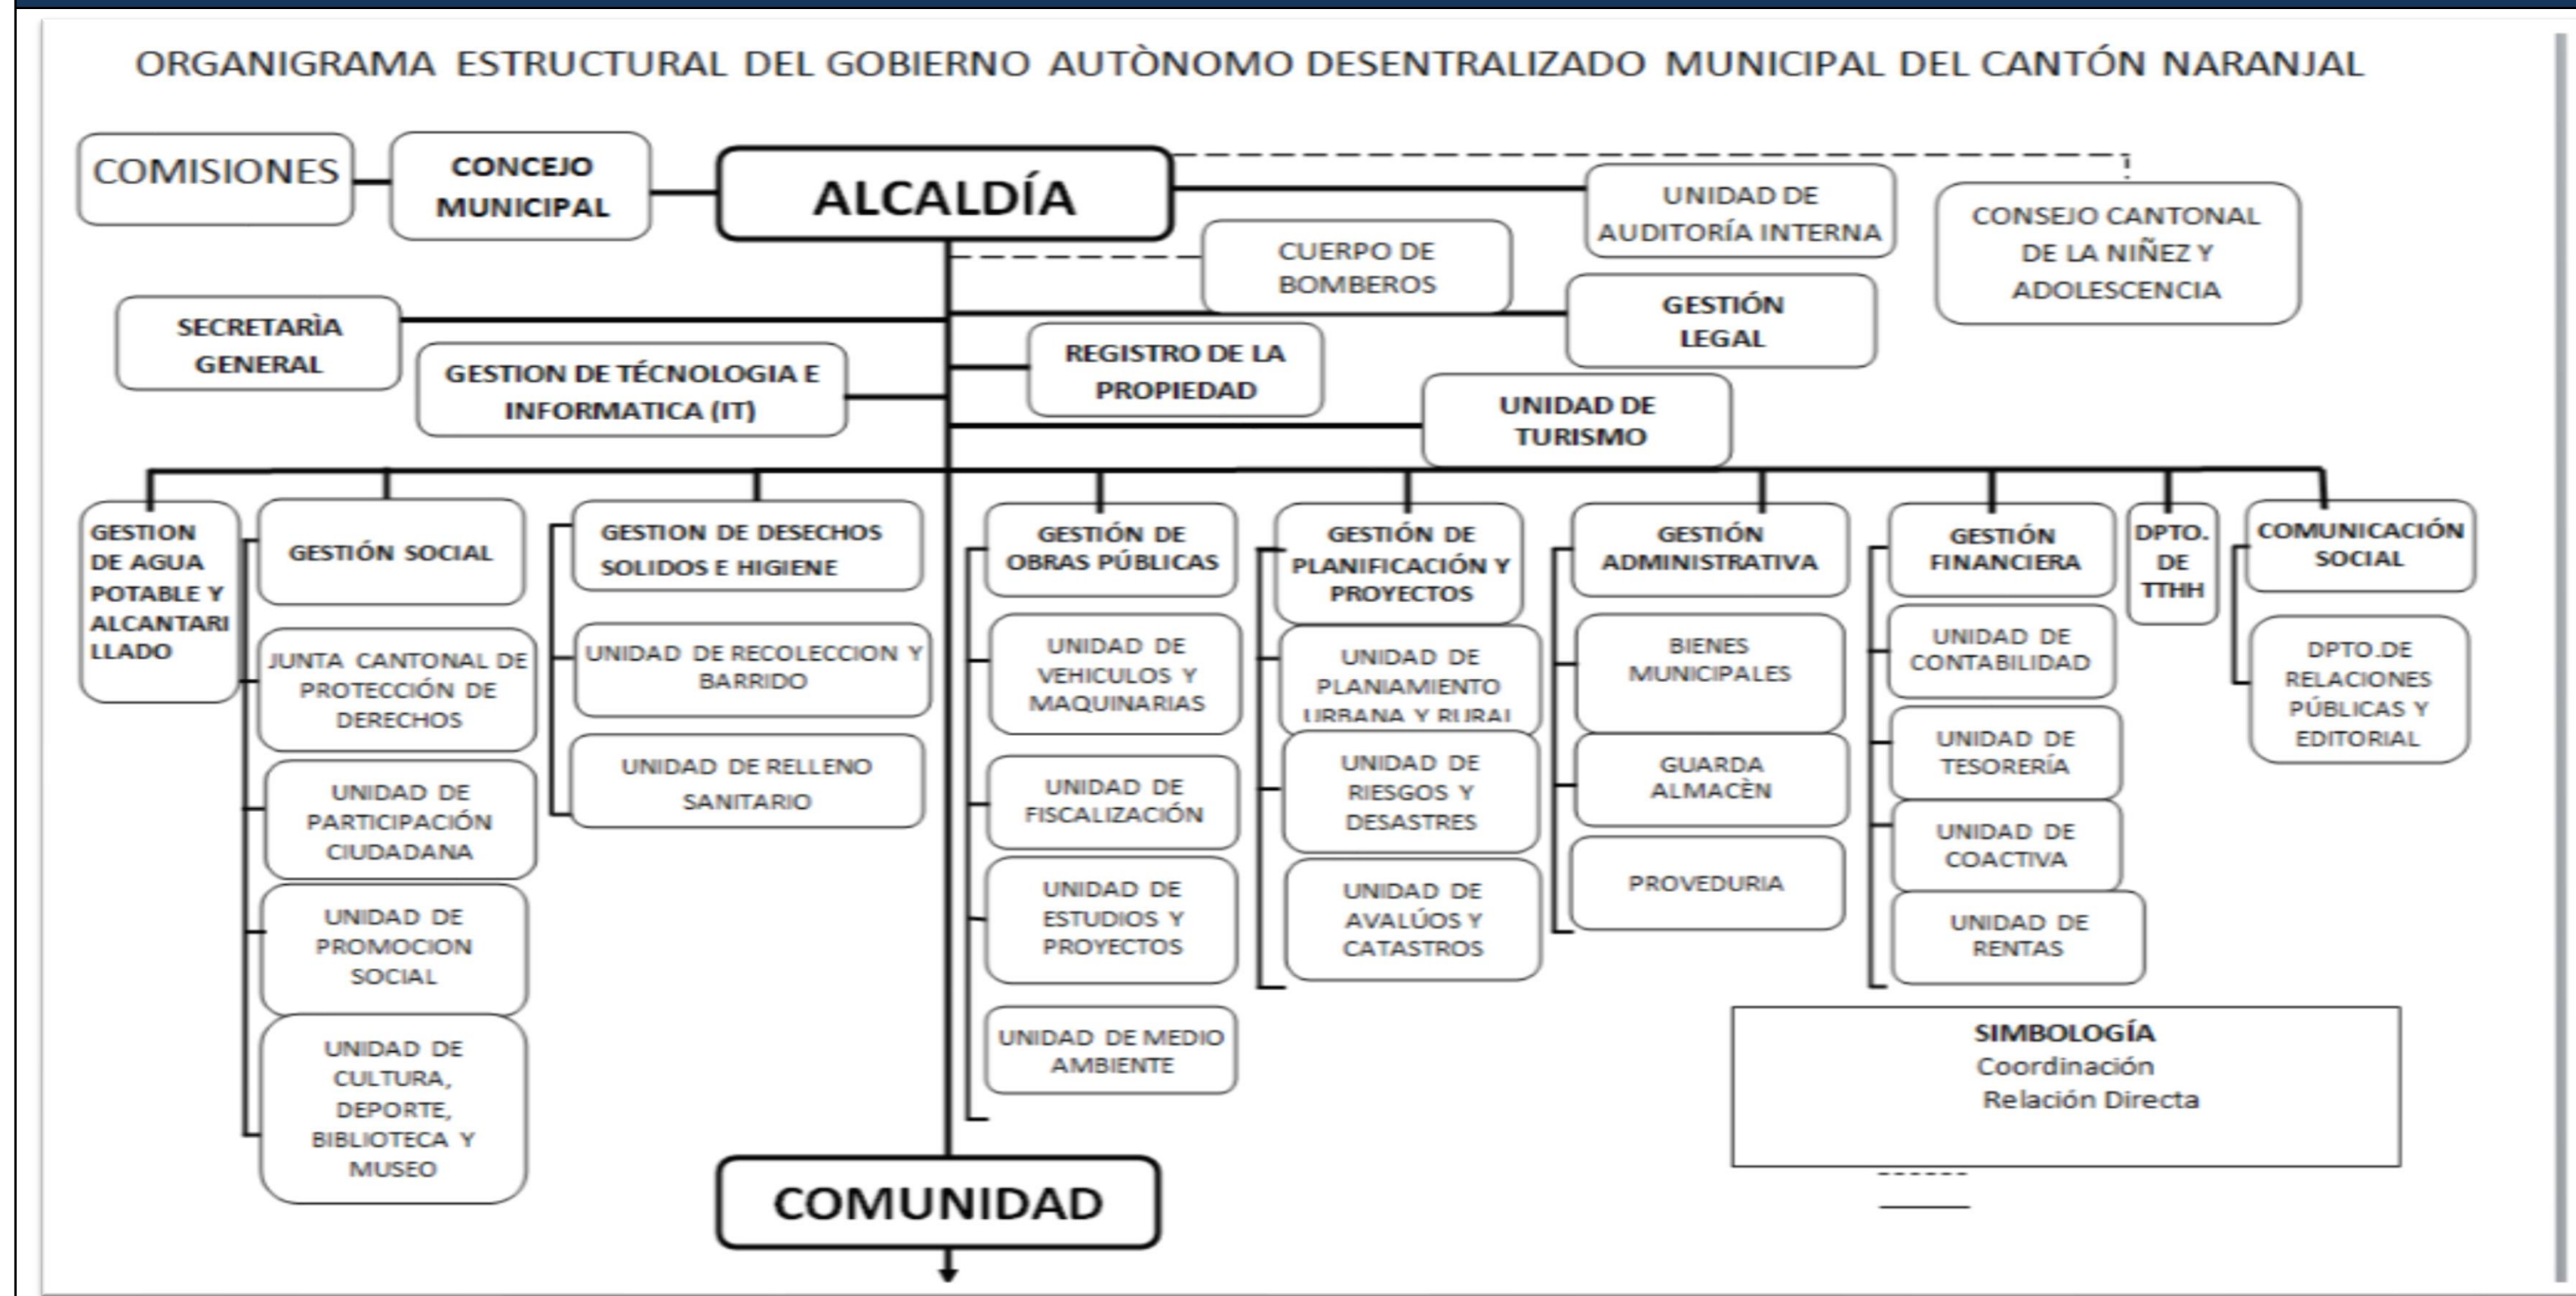 ORGANIGRAMA ESTRUCTURAL DEL GOBIERNO AUTÒNOMO DESENTRALIZADO MUNICIPAL DEL CANTÓN NARANJAL
COMISIONES
CONCEJO
MUNICIPAL
ALCALDÍA
UNIDAD DE
AUDITORÍA INTERNA
CONSEJO CANTONAL
DE LA NIÑEZ Y
ADOLESCENCIA
CUERPO DE
BOMBEROS
GESTIÓN
LEGAL
SECRETARÌA
GENERAL
GESTION DE TÉCNOLOGIA E
INFORMATICA (IT)
REGISTRO DE LA
PROPIEDAD
UNIDAD DE
TURISMO
GESTION
DE AGUA
POTABLE Y
ALCANTARI
LLADO
GESTIÓN SOCIAL
JUNTA CANTONAL DE
PROTECCIÓN DE
DERECHOS
UNIDAD DE
PARTICIPACIÓN
CIUDADANA
UNIDAD DE
PROMOCION
SOCIAL
UNIDAD DE
CULTURA,
DEPORTE,
BIBLIOTECA Y
MUSEO
GESTION DE DESECHOS
SOLIDOS E HIGIENE
UNIDAD DE RECOLECCION Y
BARRIDO
UNIDAD DE RELLENO
SANITARIO
GESTIÓN DE
OBRAS PÚBLICAS
UNIDAD DE
VEHICULOS Y
MAQUINARIAS
UNIDAD DE
FISCALIZACIÓN
UNIDAD DE
ESTUDIOS Y
PROYECTOS
UNIDAD DE MEDIO
AMBIENTE
GESTIÓN DE
PLANIFICACIÓN Y
PROYECTOS
UNIDAD DE
PLANIAMIENTO
URBANA Y RURAL
UNIDAD DE
RIESGOS Y
DESASTRES
UNIDAD DE
AVALÚOS Y
CATASTROS
GESTIÓN
ADMINISTRATIVA
BIENES
MUNICIPALES
GUARDA
ALMACÈN
PROVEDURIA
GESTIÓN
FINANCIERA
UNIDAD DE
CONTABILIDAD
UNIDAD DE
TESORERÍA
UNIDAD DE
COACTIVA
UNIDAD DE
RENTAS
DPTO.
DE
TTHH
COMUNICACIÓN
SOCIAL
DPTO.DE
RELACIONES
PÚBLICAS Y
EDITORIAL
SIMBOLOGÍA
Coordinación
Relación Directa
COMUNIDAD